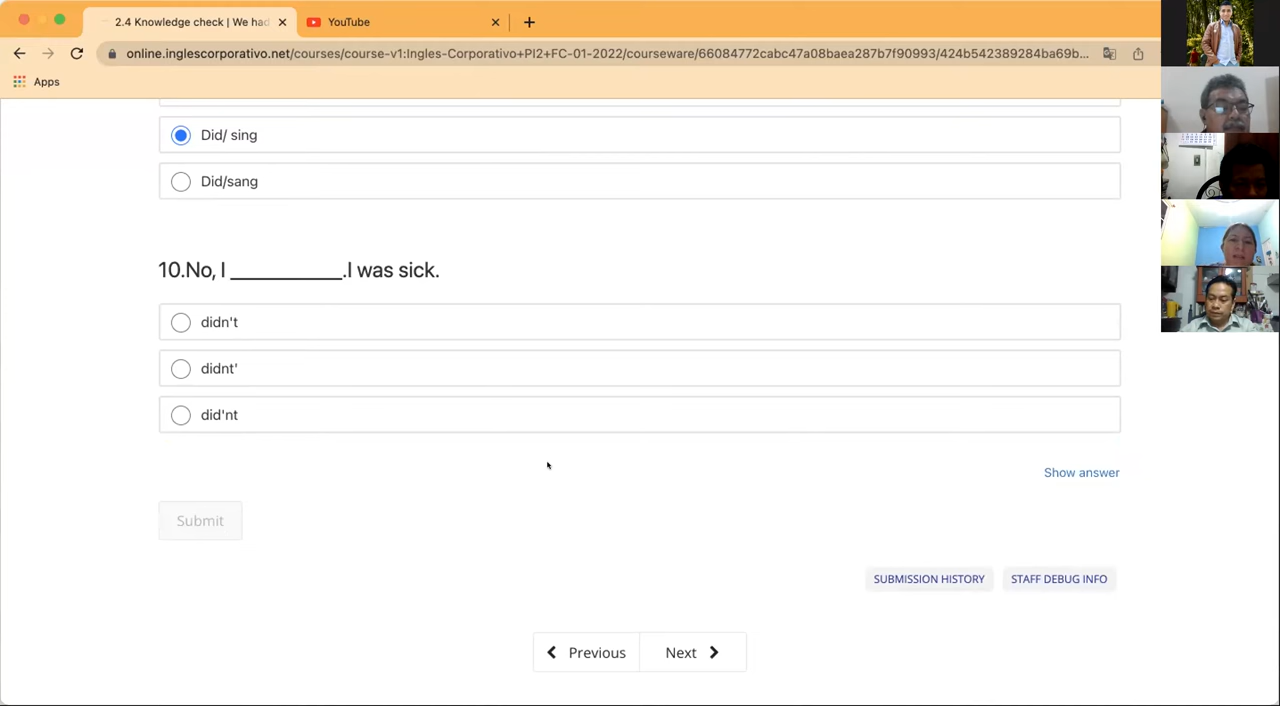 2.4 Knowledge check | We had
YouTube
online.inglescorporativo.net/courses/course-v1:Ingles-Corporativo+PI2+FC-01-2022/courseware/66084772cabc47a08baea287b7f90993/424b542389284ba69b...
Apps
Did/ sing
Did/sang
10.No, I ___________.I was sick.
didn't
didnt'
did'nt
Show answer
Submit
SUBMISSION HISTORY
STAFF DEBUG INFO
Previous
Next